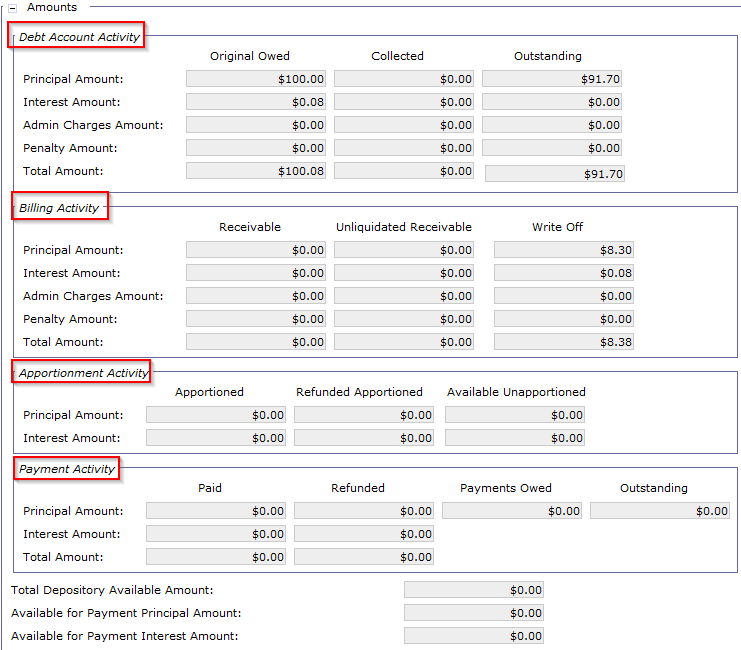 Amounts
Debt Account Activity
Original Owed Collected Outstanding
Principal Amount: $100.00 $0.00 $91.70
Interest Amount: $0.08 $0.00 $0.00
Admin Charges Amount: $0.00 $0.00 $0.00
Penalty Amount: $0.00 $0.00 $0.00
Total Amount: $100.08 $0.00 $91.70
Billing Activity
Receivable Unliquidated Receivable Write Off
Principal Amount: $0.00 $0.00 $8.30
Interest Amount: $0.00 $0.00 $0.08
Admin Charges Amount: $0.00 $0.00 $0.00
Penalty Amount: $0.00 $0.00 $0.00
Total Amount: $0.00 $0.00 $8.38
Apportionment Activity
Apportioned Refunded Apportioned Available Unapportioned
Principal Amount: $0.00 $0.00 $0.00
Interest Amount: $0.00 $0.00 $0.00
Payment Activity
Paid Refunded Payments Owed Outstanding
Principal Amount: $0.00 $0.00 $0.00 $0.00
Interest Amount: $0.00 $0.00
Total Amount: $0.00 $0.00
Total Depository Available Amount: $0.00
Available for Payment Principal Amount: $0.00
Available for Payment Interest Amount: $0.00